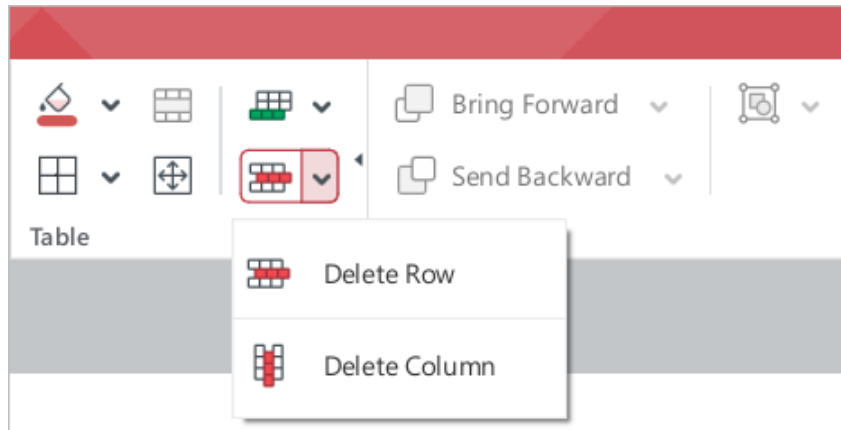 Bring Forward
Send Backward
Table
Delete Row
Delete Column